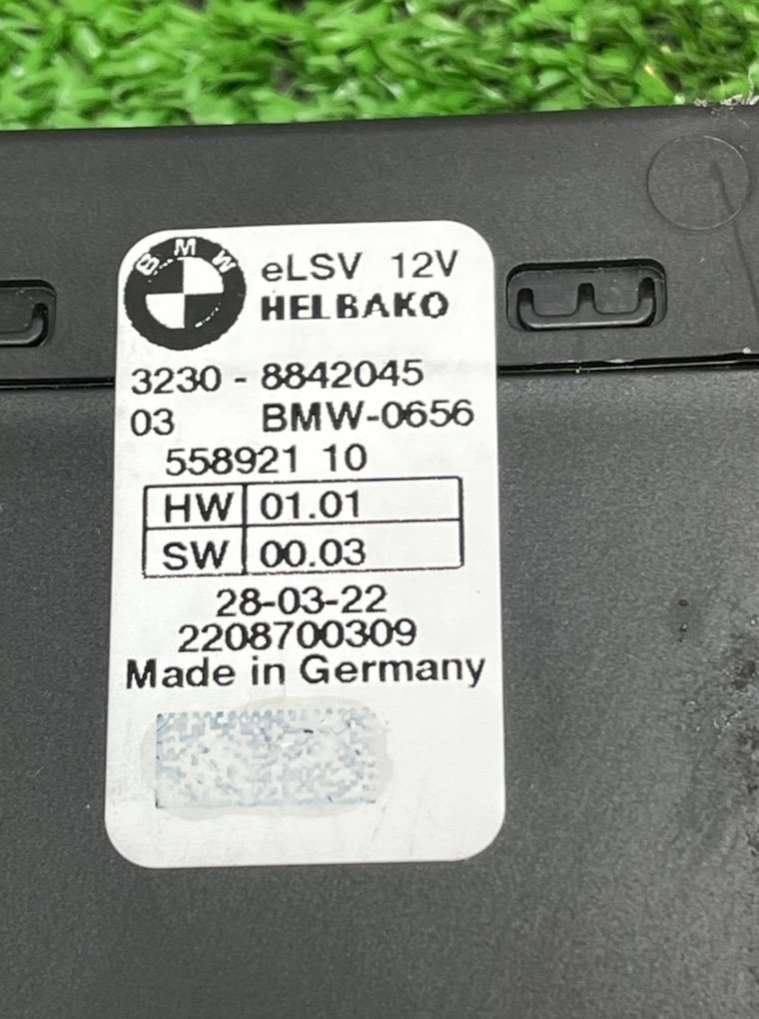 BMW
eLSV 12V
HELBAKO
3230 - 8842045
03 BMW-0656
558921 10
HW 01.01
SW 00.03
28-03-22
2208700309
Made in Germany